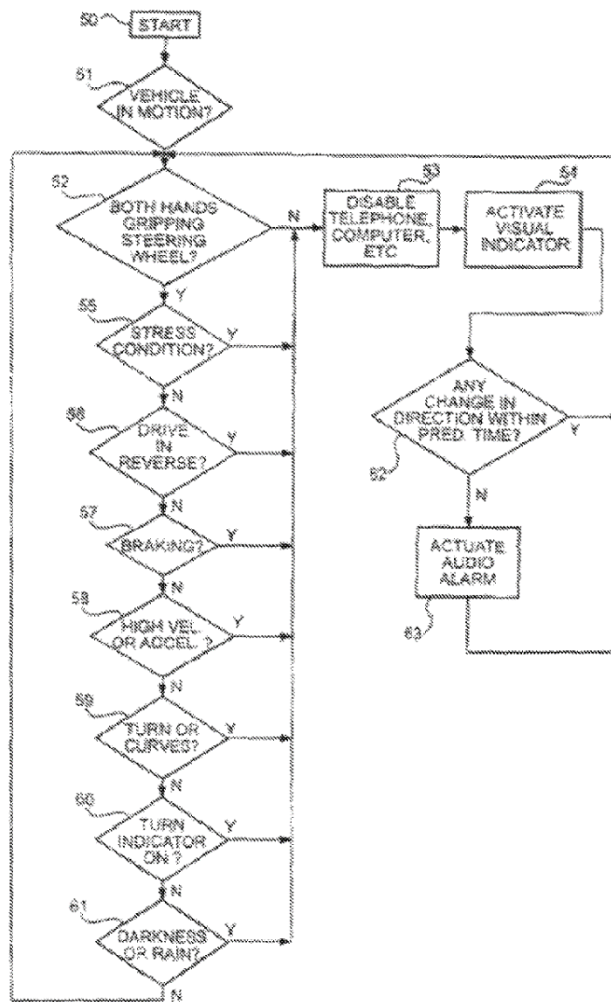 50
START
51
VEHICLE
IN MOTION?
52
BOTH HANDS
GRIPPING
STEERING
WHEEL?
N
Y
53
DISABLE
TELEPHONE,
COMPUTER,
ETC
54
ACTIVATE
VISUAL
INDICATOR
55
STRESS
CONDITION?
Y
N
56
DRIVE
IN
REVERSE?
Y
N
57
BRAKING?
Y
N
58
HIGH VEL.
OR ACCEL. ?
Y
N
59
TURN OR
CURVES?
Y
N
60
TURN
INDICATOR
ON ?
Y
N
61
DARKNESS
OR RAIN?
Y
N
ANY
CHANGE IN
DIRECTION WITHIN
PRED. TIME?
Y
62
N
ACTUATE
AUDIO
ALARM
63